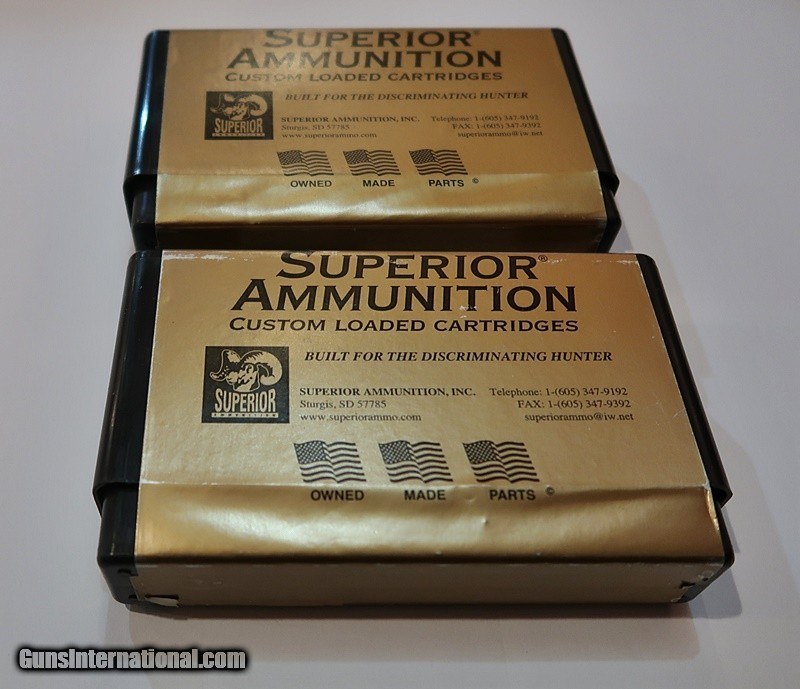 SUPERIOR®
AMMUNITION
CUSTOM LOADED CARTRIDGES
BUILT FOR THE DISCRIMINATING HUNTER
SUPERIOR
AMMUNITION
SUPERIOR AMMUNITION, INC. Telephone: 1-(605) 347-9192
Sturgis, SD 57785 FAX: 1-(605) 347-9392
www.superiorammo.com superiorammo@iw.net
OWNED MADE PARTS ©
SUPERIOR®
AMMUNITION
CUSTOM LOADED CARTRIDGES
BUILT FOR THE DISCRIMINATING HUNTER
SUPERIOR
AMMUNITION
SUPERIOR AMMUNITION, INC. Telephone: 1-(605) 347-9192
Sturgis, SD 57785 FAX: 1-(605) 347-9392
www.superiorammo.com superiorammo@iw.net
OWNED MADE PARTS ©
GunsInternational.com